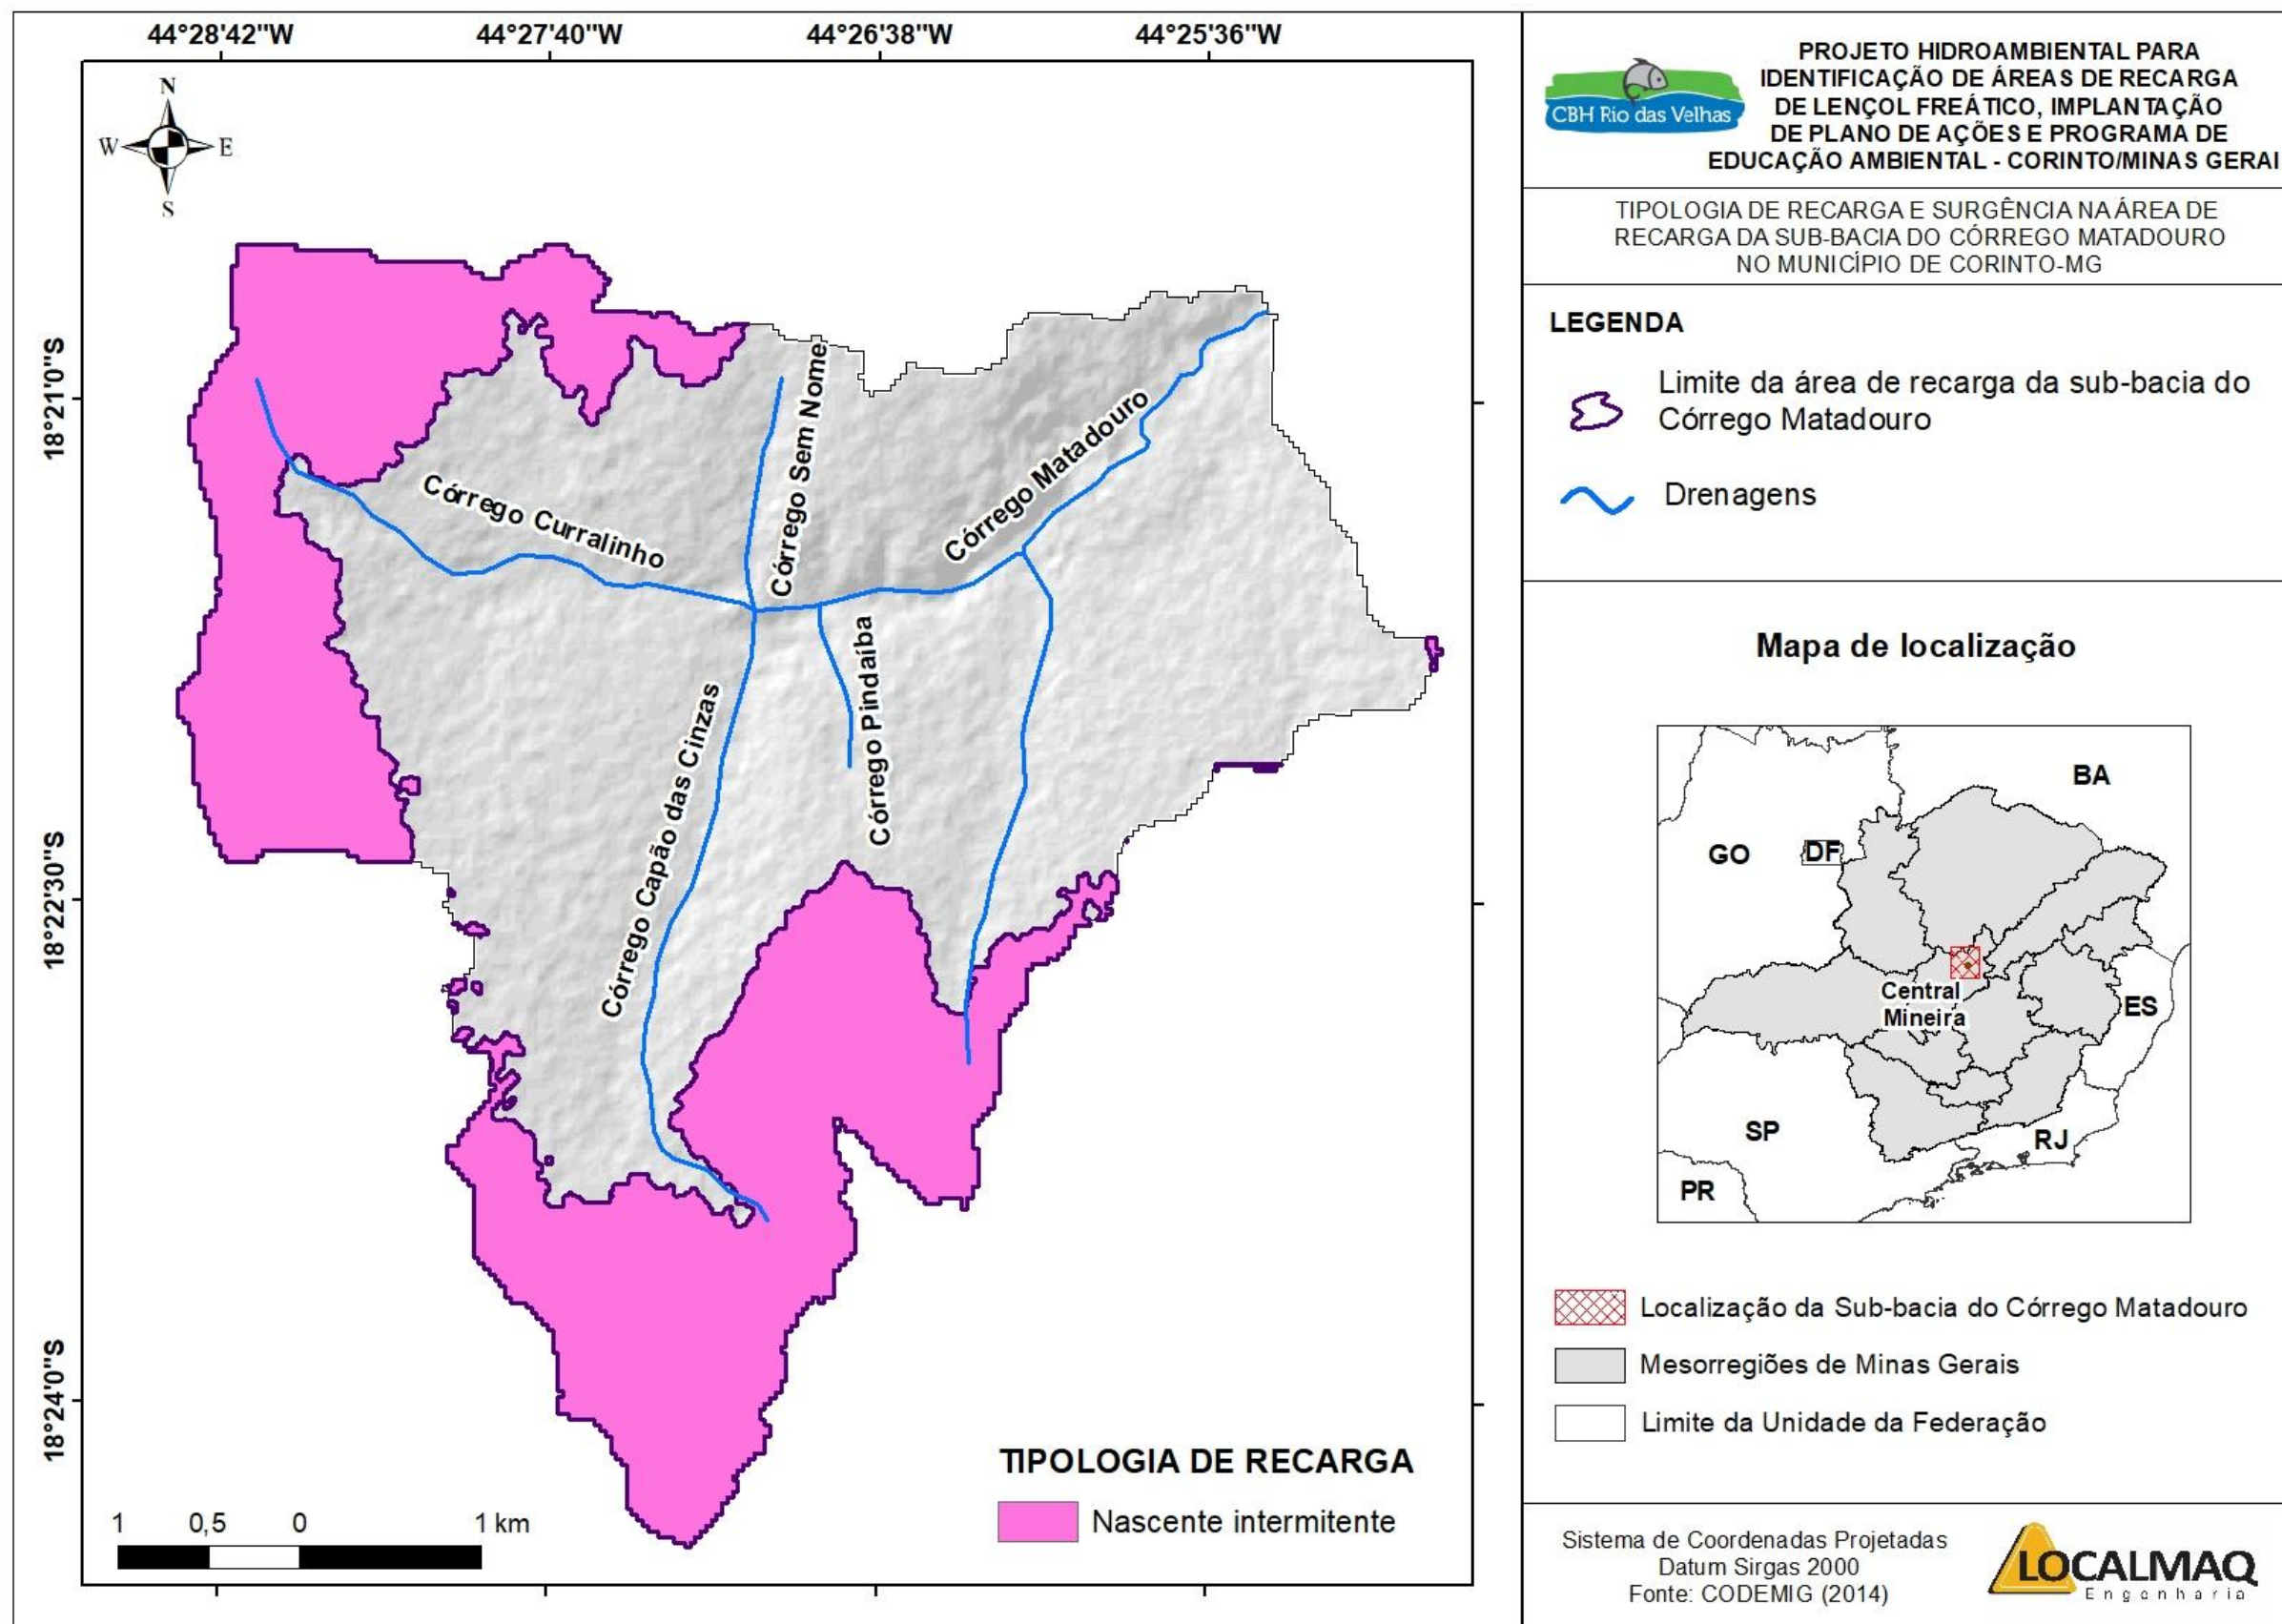 44°28'42"W
44°27'40"W
44°26'38"W
44°25'36"W
N
W
E
S
18°21'0"S
18°22'30"S
18°24'0"S
Córrego Curralinho
Córrego Sem Nome
Córrego Matadouro
Córrego Pindaíba
Córrego Capão das Cinzas
TIPOLOGIA DE RECARGA
Nascente intermitente
1 0,5 0 1 km
CBH Rio das Velhas
PROJETO HIDROAMBIENTAL PARA
IDENTIFICAÇÃO DE ÁREAS DE RECARGA
DE LENÇOL FREÁTICO, IMPLANTAÇÃO
DE PLANO DE AÇÕES E PROGRAMA DE
EDUCAÇÃO AMBIENTAL - CORINTO/MINAS GERAI
TIPOLOGIA DE RECARGA E SURGÊNCIA NA ÁREA DE
RECARGA DA SUB-BACIA DO CÓRREGO MATADOURO
NO MUNICÍPIO DE CORINTO-MG
LEGENDA
Limite da área de recarga da sub-bacia do
Córrego Matadouro
Drenagens
Mapa de localização
BA
GO
DF
Central
Mineira
ES
SP
RJ
PR
Localização da Sub-bacia do Córrego Matadouro
Mesorregiões de Minas Gerais
Limite da Unidade da Federação
Sistema de Coordenadas Projetadas
Datum Sirgas 2000
Fonte: CODEMIG (2014)
LOCALMAQ
Engenharia